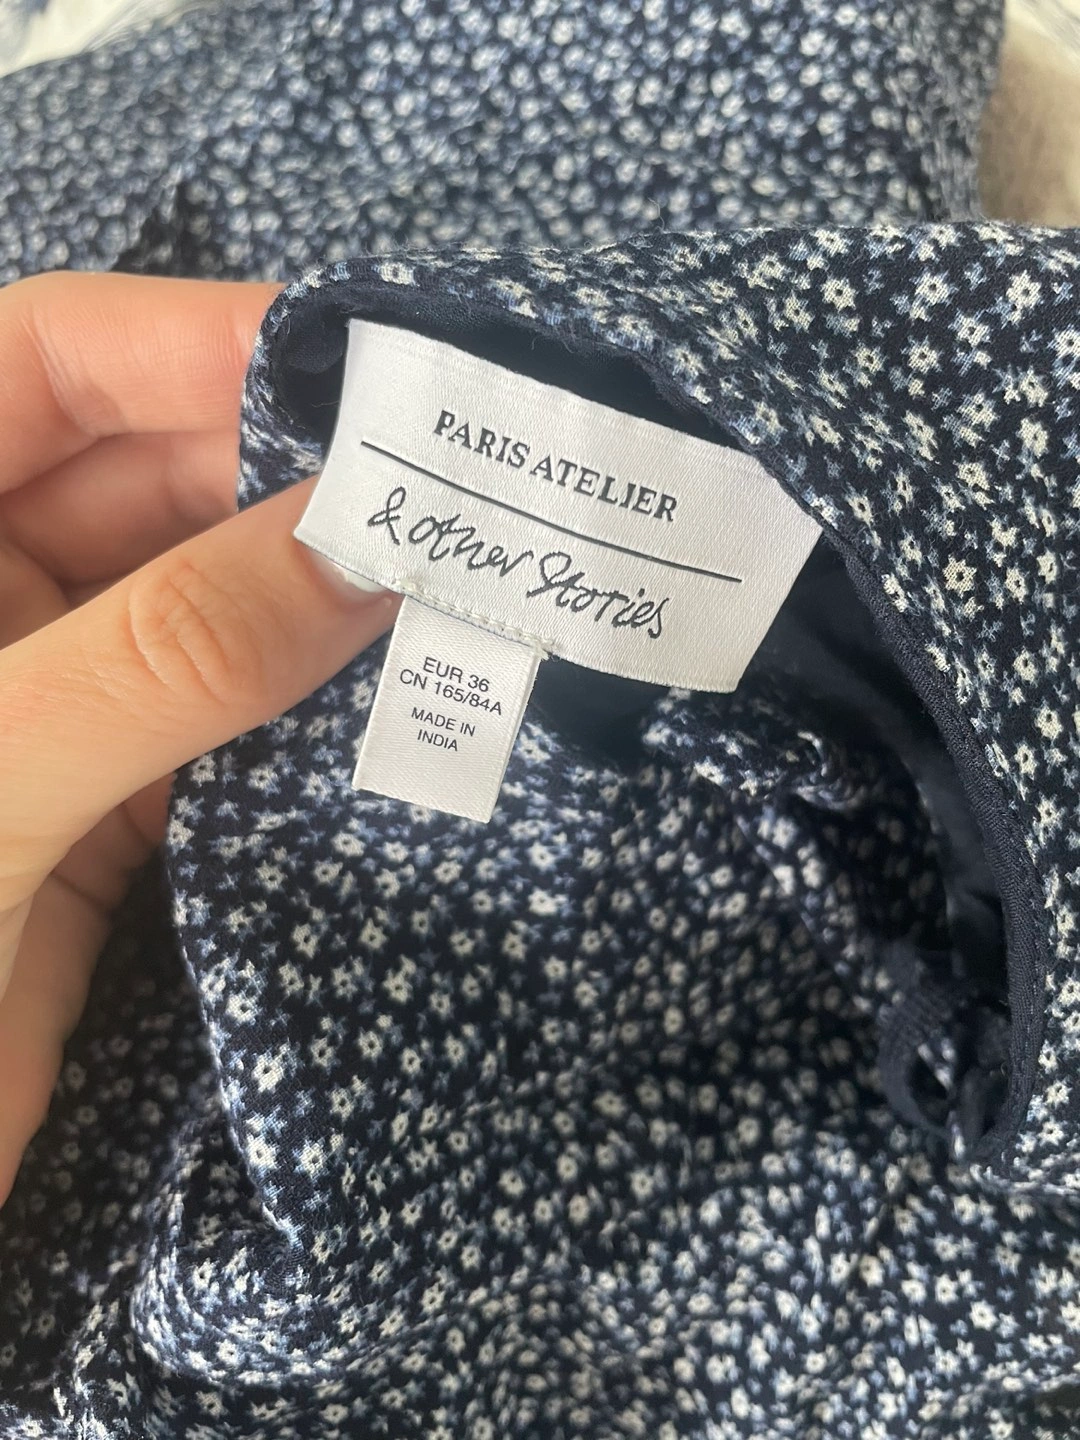 PARIS ATELIER
& other Stories
EUR 36
CN 165/84A
MADE IN
INDIA